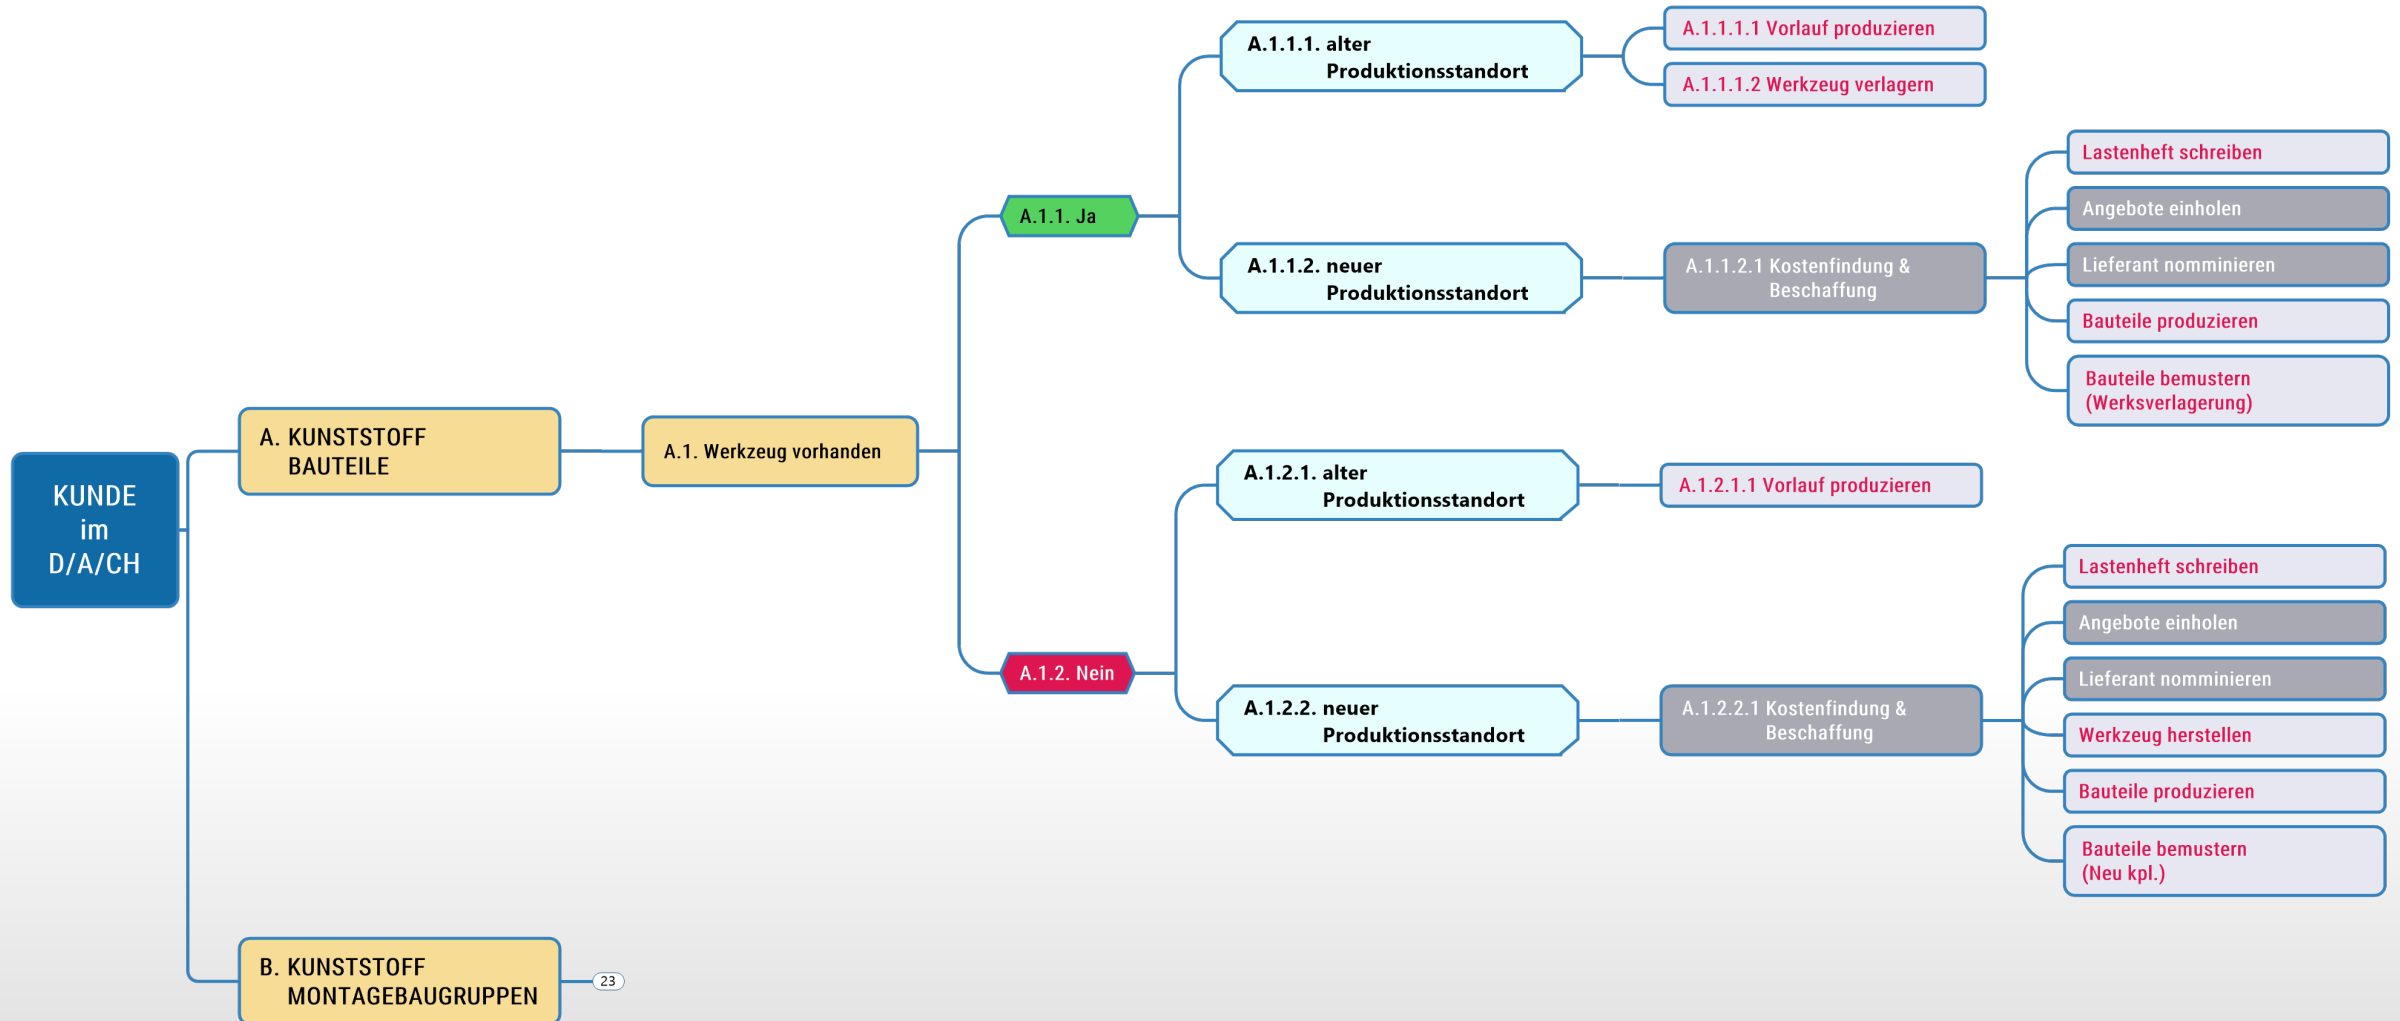 KUNDE
im
D/A/CH
A. KUNSTSTOFF
BAUTEILE
A.1. Werkzeug vorhanden
A.1.1. Ja
A.1.1.1. alter
Produktionsstandort
A.1.1.1.1 Vorlauf produzieren
A.1.1.1.2 Werkzeug verlagern
A.1.1.2. neuer
Produktionsstandort
A.1.1.2.1 Kostenfindung &
Beschaffung
Lastenheft schreiben
Angebote einholen
Lieferant nomminieren
Bauteile produzieren
Bauteile bemustern
(Werksverlagerung)
A.1.2. Nein
A.1.2.1. alter
Produktionsstandort
A.1.2.1.1 Vorlauf produzieren
A.1.2.2. neuer
Produktionsstandort
A.1.2.2.1 Kostenfindung &
Beschaffung
Lastenheft schreiben
Angebote einholen
Lieferant nomminieren
Werkzeug herstellen
Bauteile produzieren
Bauteile bemustern
(Neu kpl.)
B. KUNSTSTOFF
MONTAGEBAUGRUPPEN
23